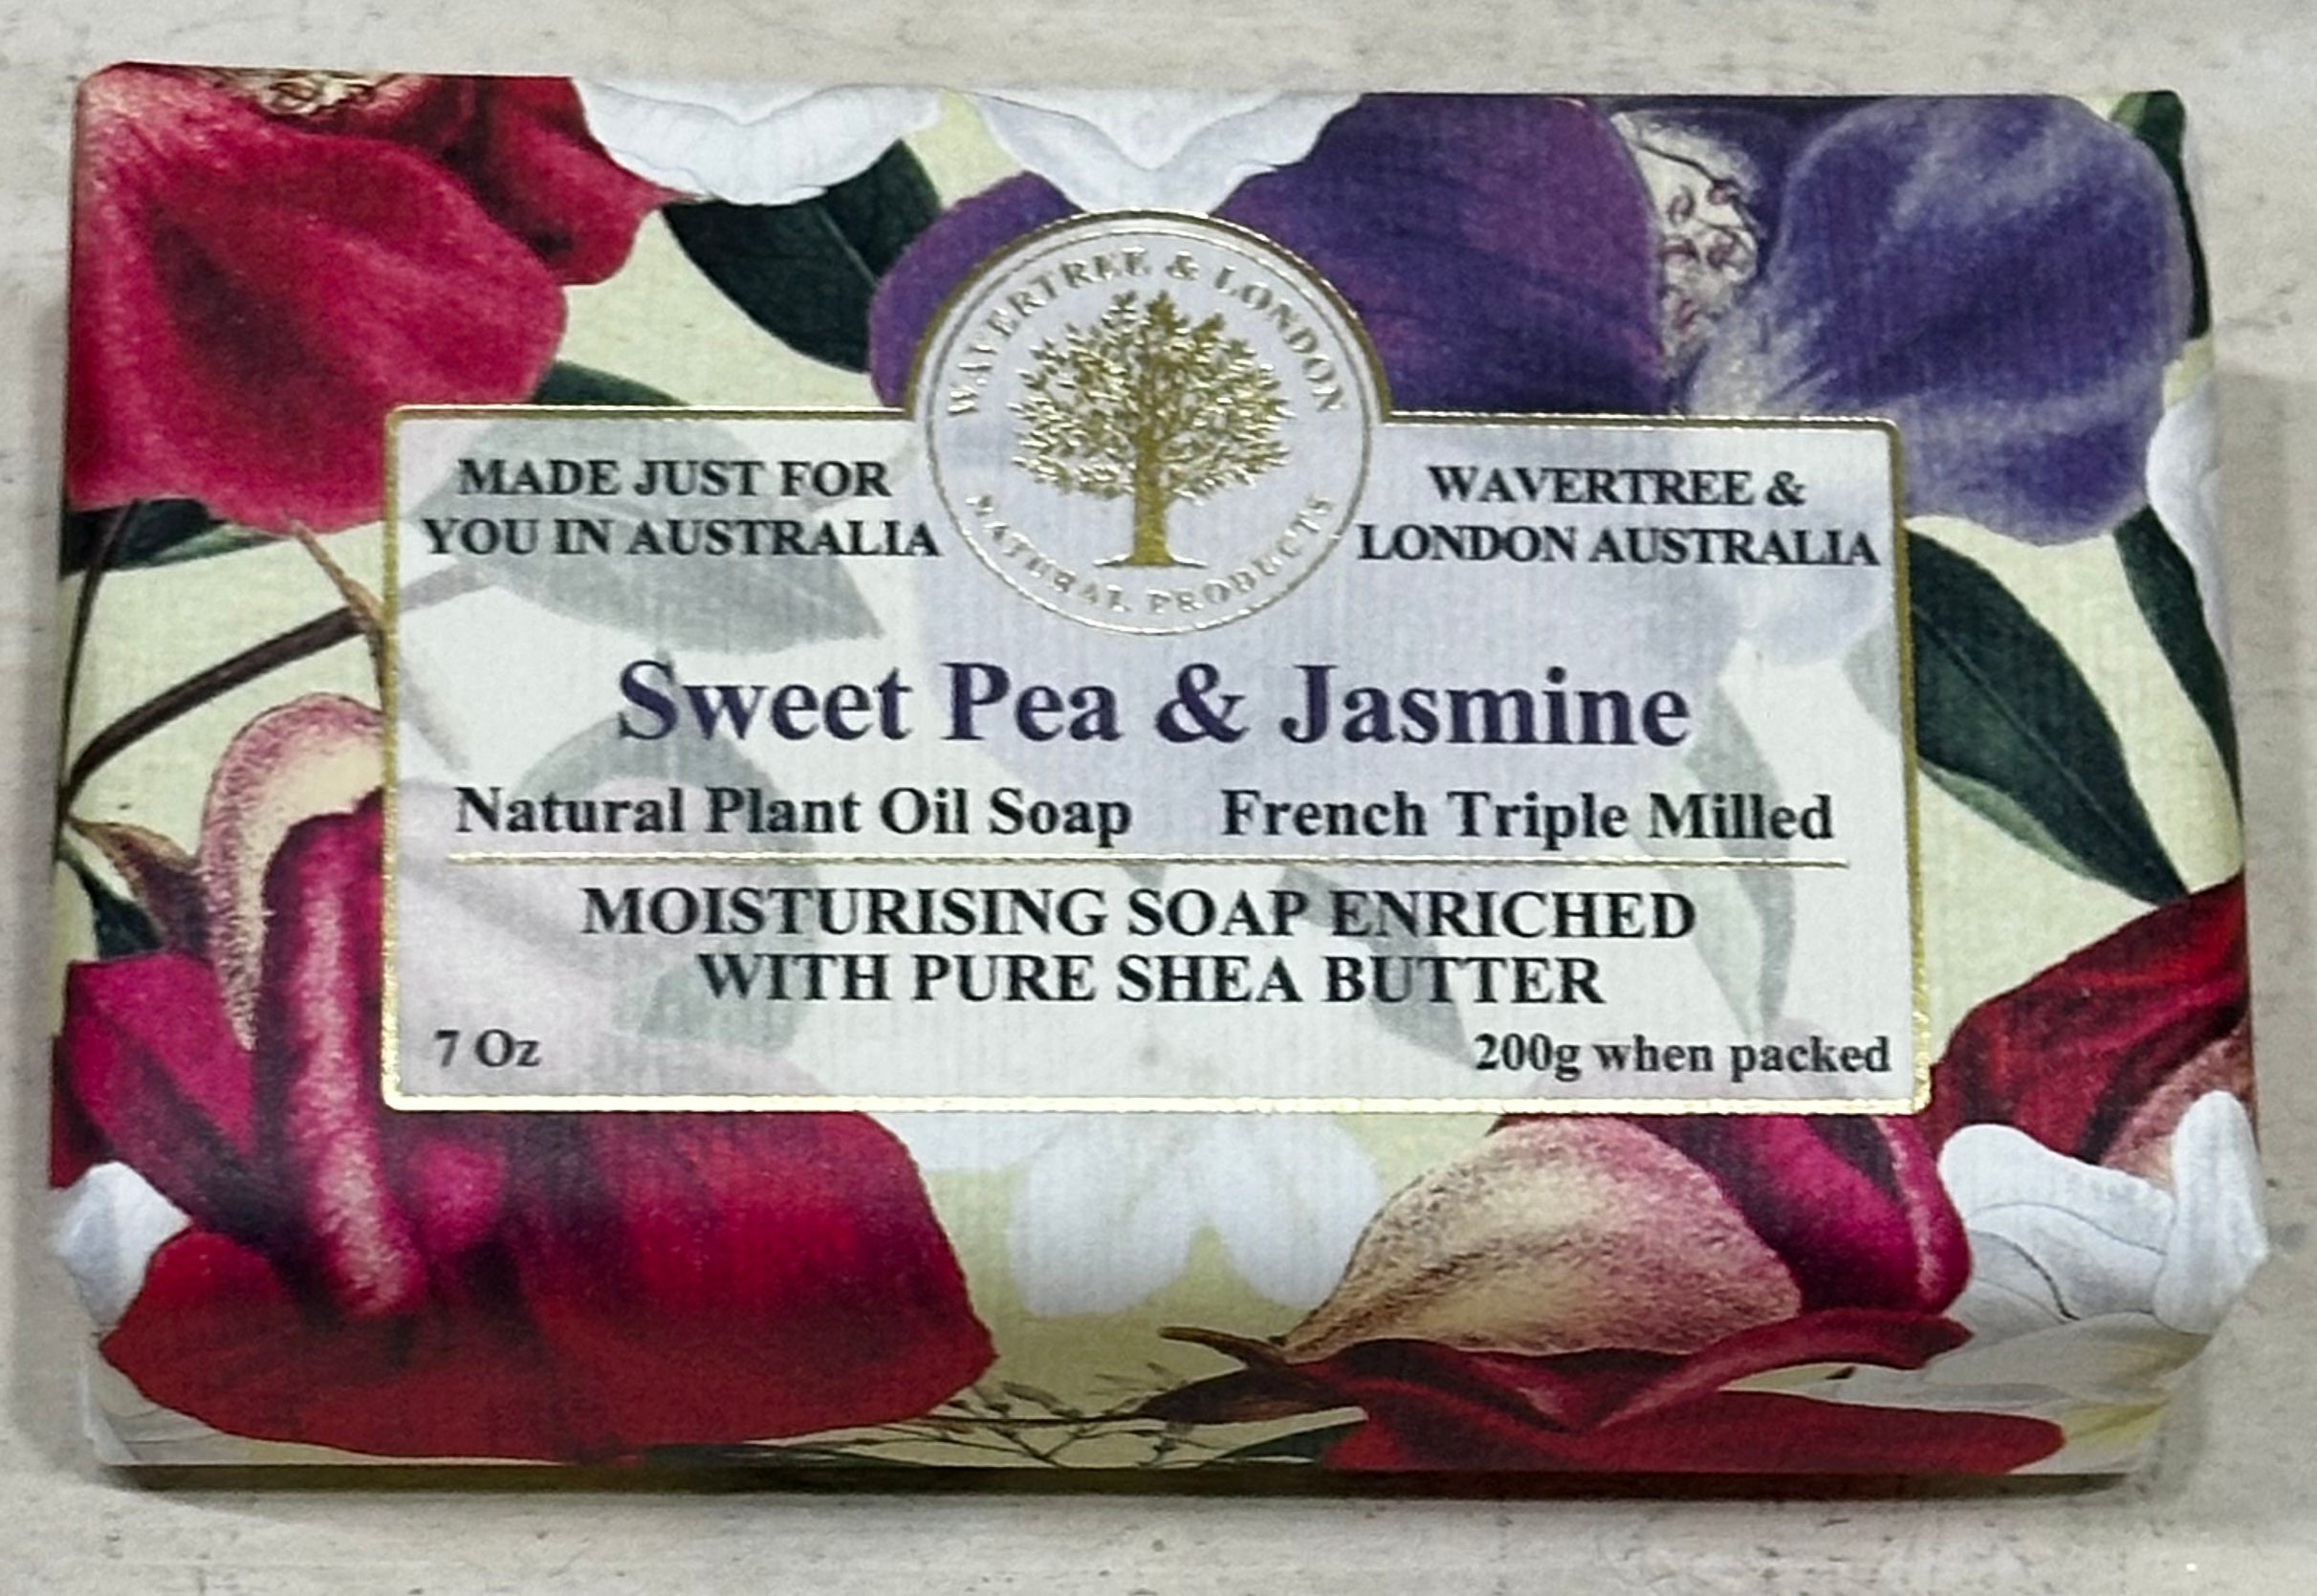 WAVERTREE & LONDON
NATURAL PRODUCTS
MADE JUST FOR
YOU IN AUSTRALIA
WAVERTREE &
LONDON AUSTRALIA
Sweet Pea & Jasmine
Natural Plant Oil Soap French Triple Milled
MOISTURISING SOAP ENRICHED
WITH PURE SHEA BUTTER
7 Oz 200g when packed